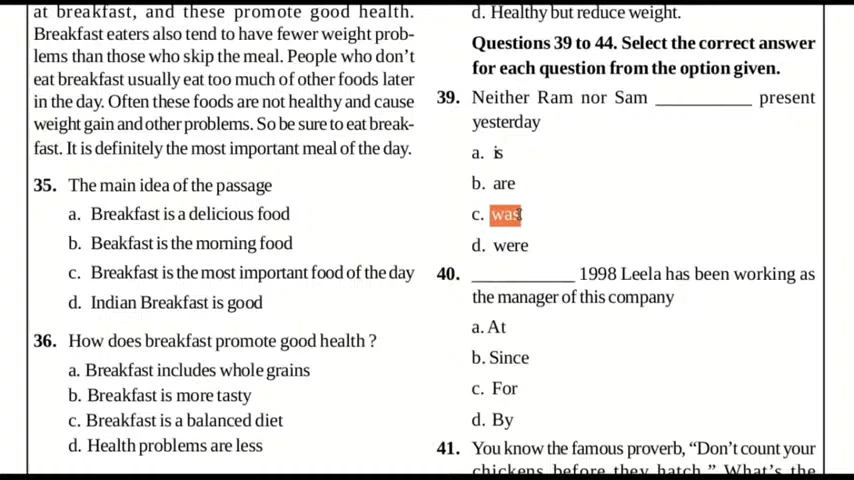 at breakfast, and these promote good health.
Breakfast eaters also tend to have fewer weight prob-
lems than those who skip the meal. People who don't
eat breakfast usually eat too much of other foods later
in the day. Often these foods are not healthy and cause
weight gain and other problems. So be sure to eat break-
fast. It is definitely the most important meal of the day.
35. The main idea of the passage
a. Breakfast is a delicious food
b. Beakfast is the morning food
c. Breakfast is the most important food of the day
d. Indian Breakfast is good
36. How does breakfast promote good health ?
a. Breakfast includes whole grains
b. Breakfast is more tasty
c. Breakfast is a balanced diet
d. Health problems are less
d. Healthy but reduce weight.
Questions 39 to 44. Select the correct answer
for each question from the option given.
39. Neither Ram nor Sam ___________ present
yesterday
a. is
b. are
c. was
d. were
40. ____________ 1998 Leela has been working as
the manager of this company
a. At
b. Since
c. For
d. By
41. You know the famous proverb, “Don't count your
chickens before they hatch.” What's the